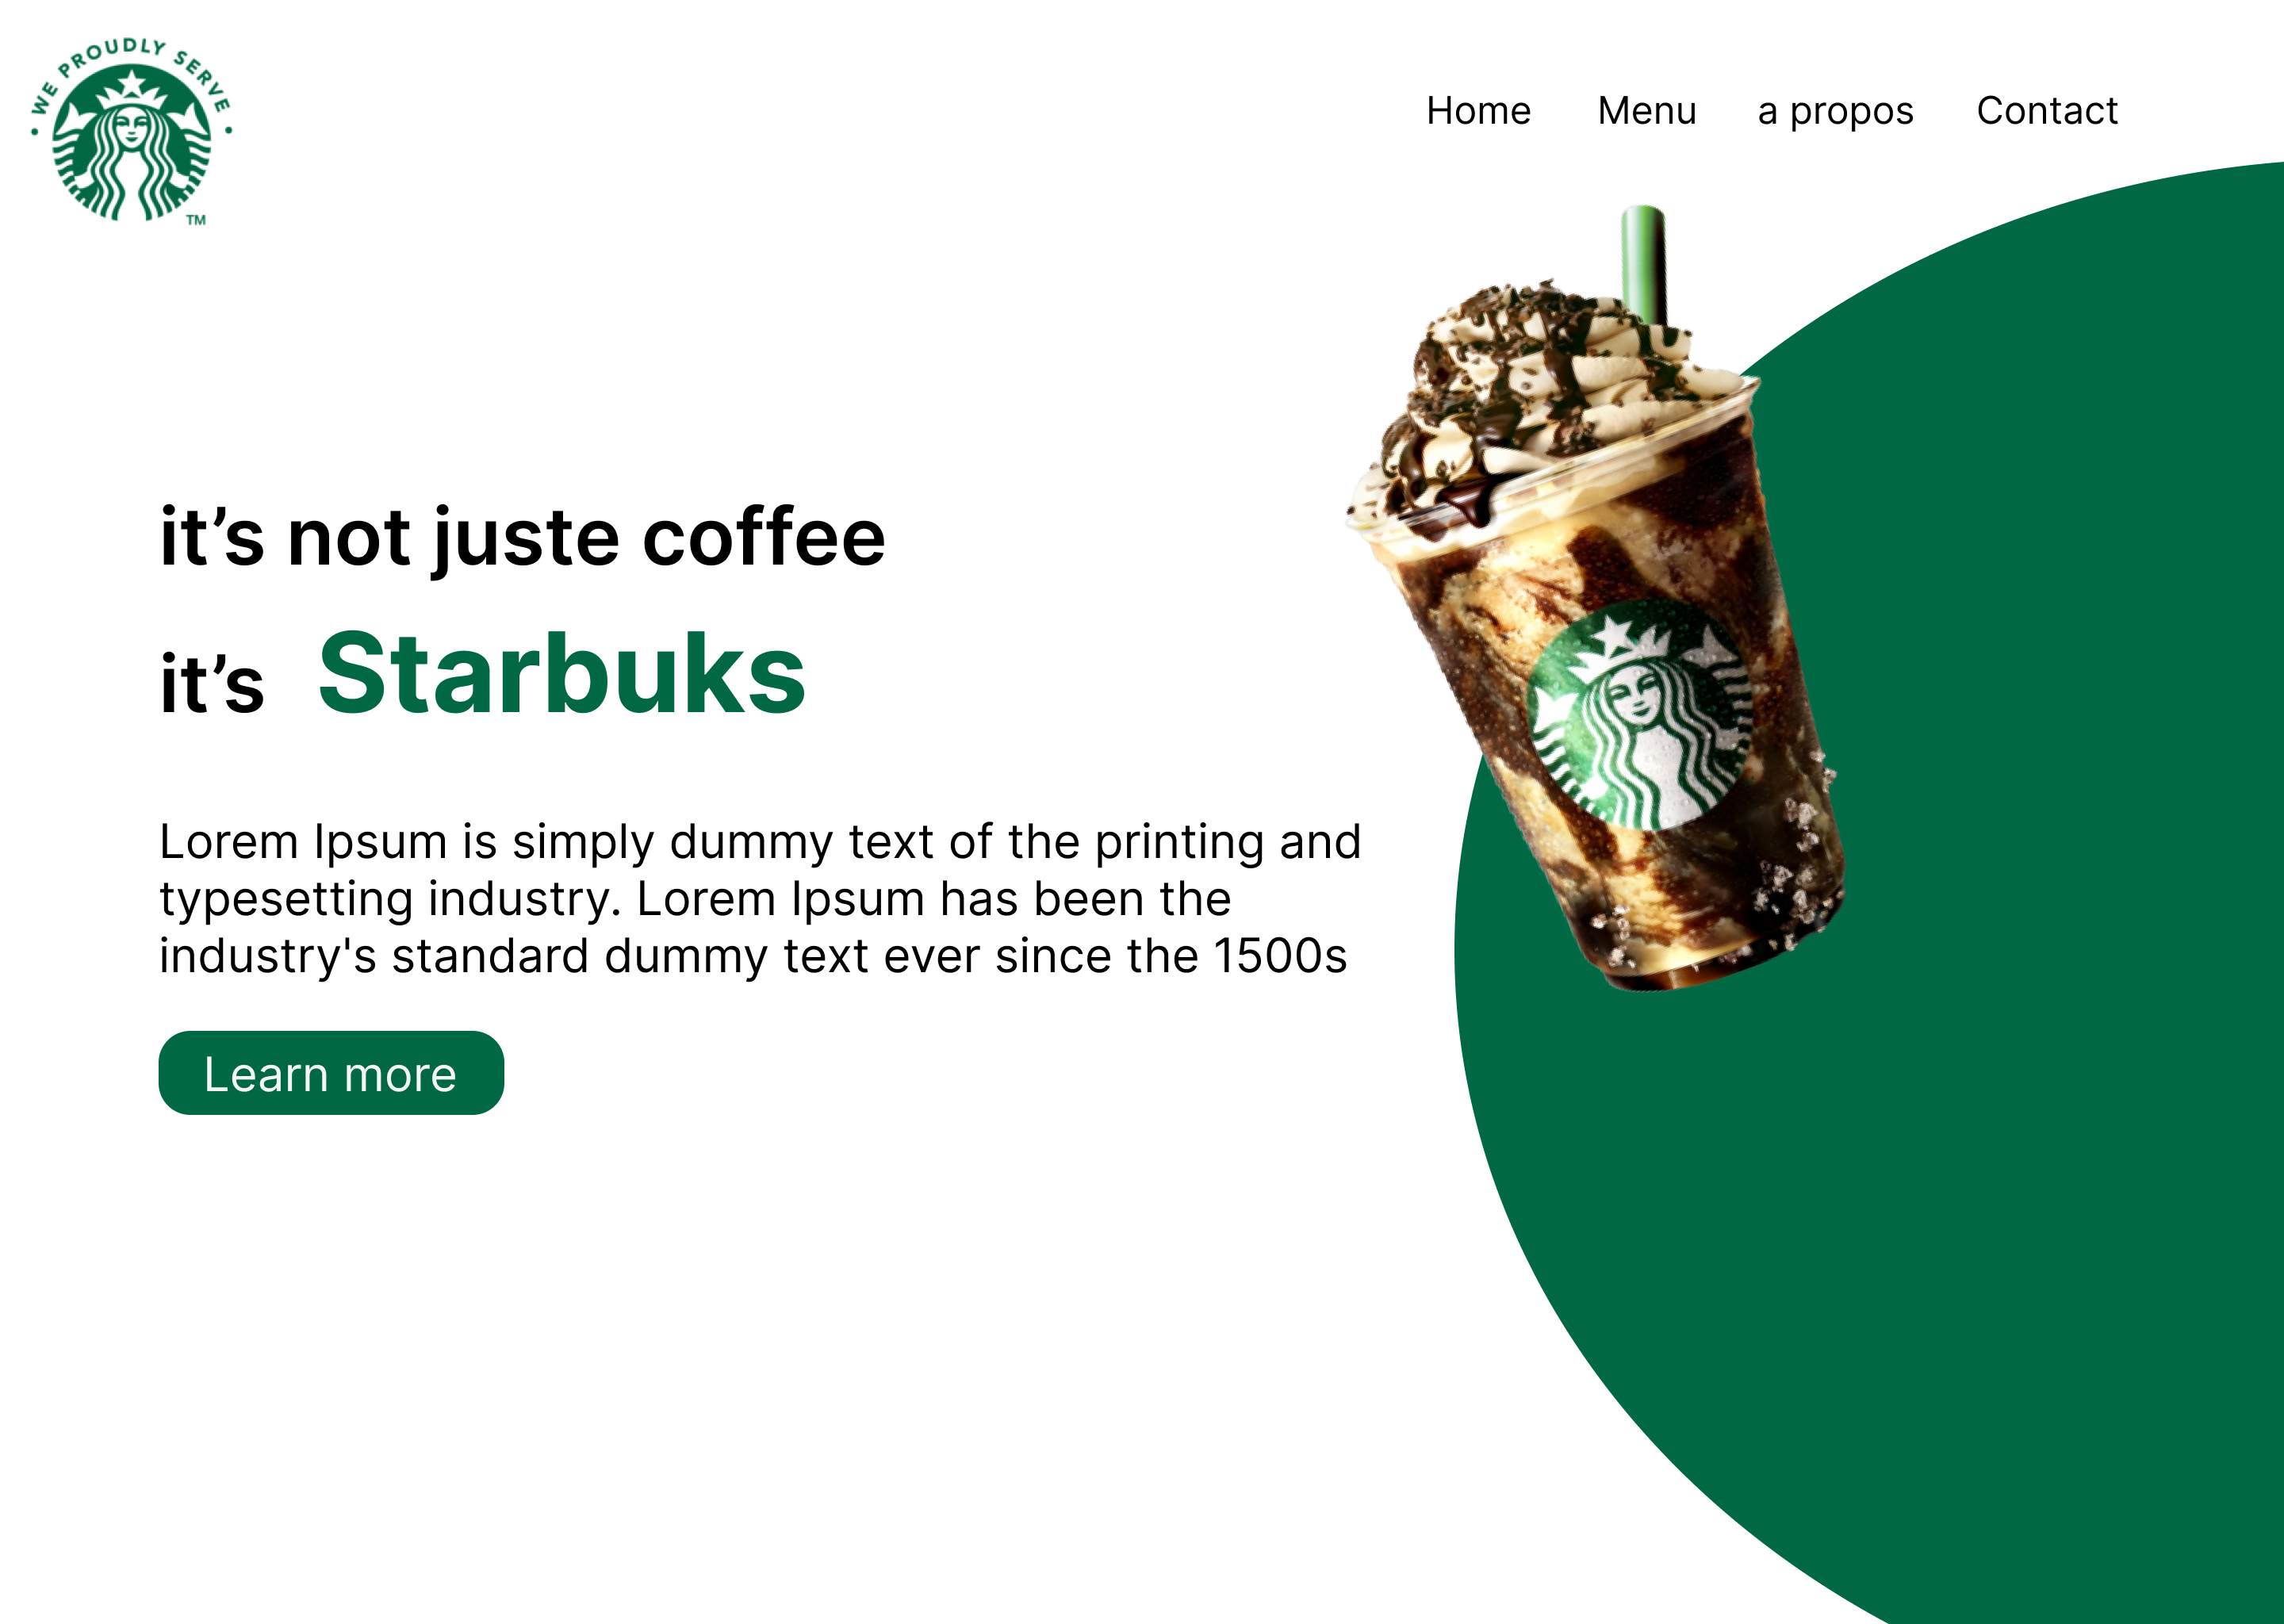 WE PROUDLY SERVE
TM
Home Menu a propos Contact
it’s not juste coffee
it’s Starbuks
Lorem Ipsum is simply dummy text of the printing and
typesetting industry. Lorem Ipsum has been the
industry's standard dummy text ever since the 1500s
Learn more